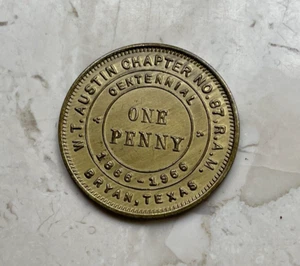 W.T. AUSTIN CHAPTER NO. 87, R.A.M.
BRYAN, TEXAS.
CENTENNIAL
1866-1966
ONE
PENNY